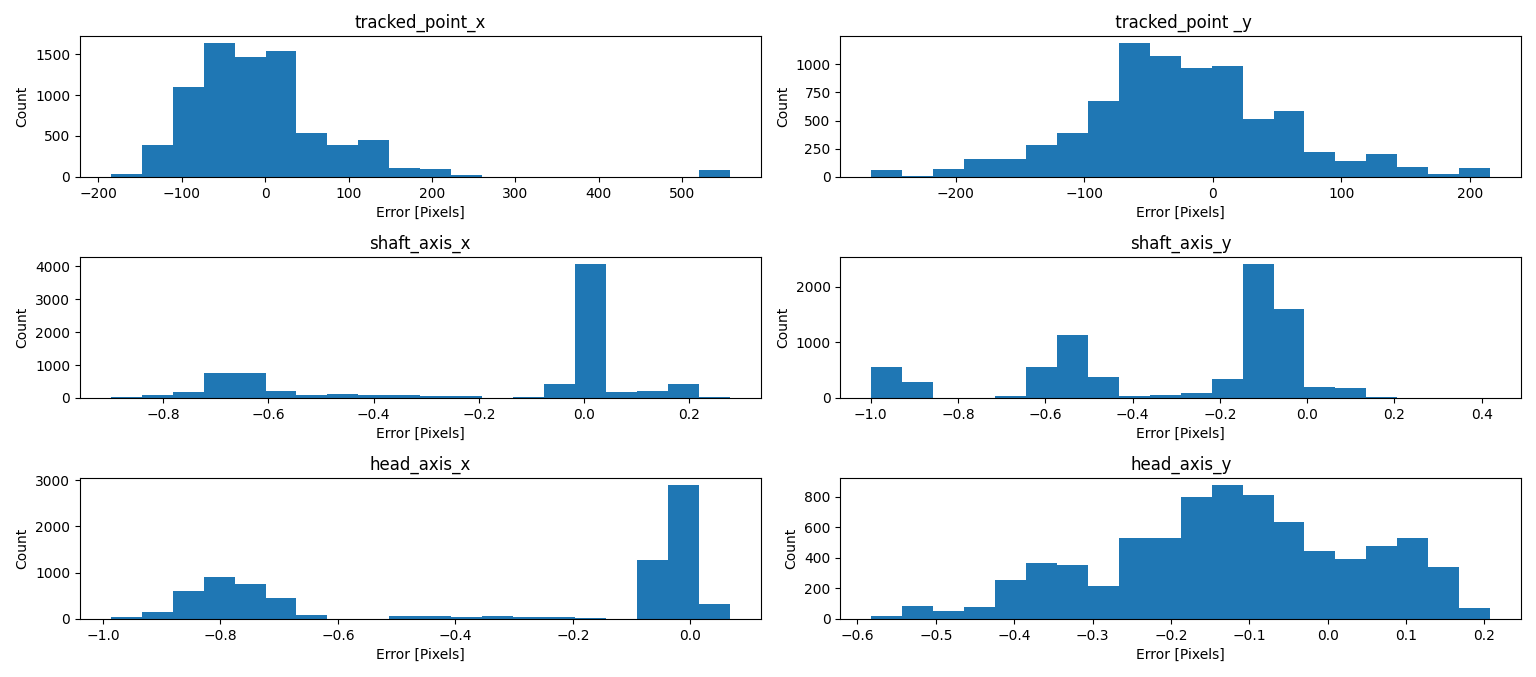 tracked_point_x
1500
1000
500
0
Count
−200 −100 0 100 200 300 400 500
Error [Pixels]
tracked_point _y
1000
750
500
250
0
Count
−200 −100 0 100 200
Error [Pixels]
shaft_axis_x
4000
3000
2000
1000
0
Count
−0.8 −0.6 −0.4 −0.2 0.0 0.2
Error [Pixels]
shaft_axis_y
2000
1000
0
Count
−1.0 −0.8 −0.6 −0.4 −0.2 0.0 0.2 0.4
Error [Pixels]
head_axis_x
3000
2000
1000
0
Count
−1.0 −0.8 −0.6 −0.4 −0.2 0.0
Error [Pixels]
head_axis_y
800
600
400
200
0
Count
−0.6 −0.5 −0.4 −0.3 −0.2 −0.1 0.0 0.1 0.2
Error [Pixels]